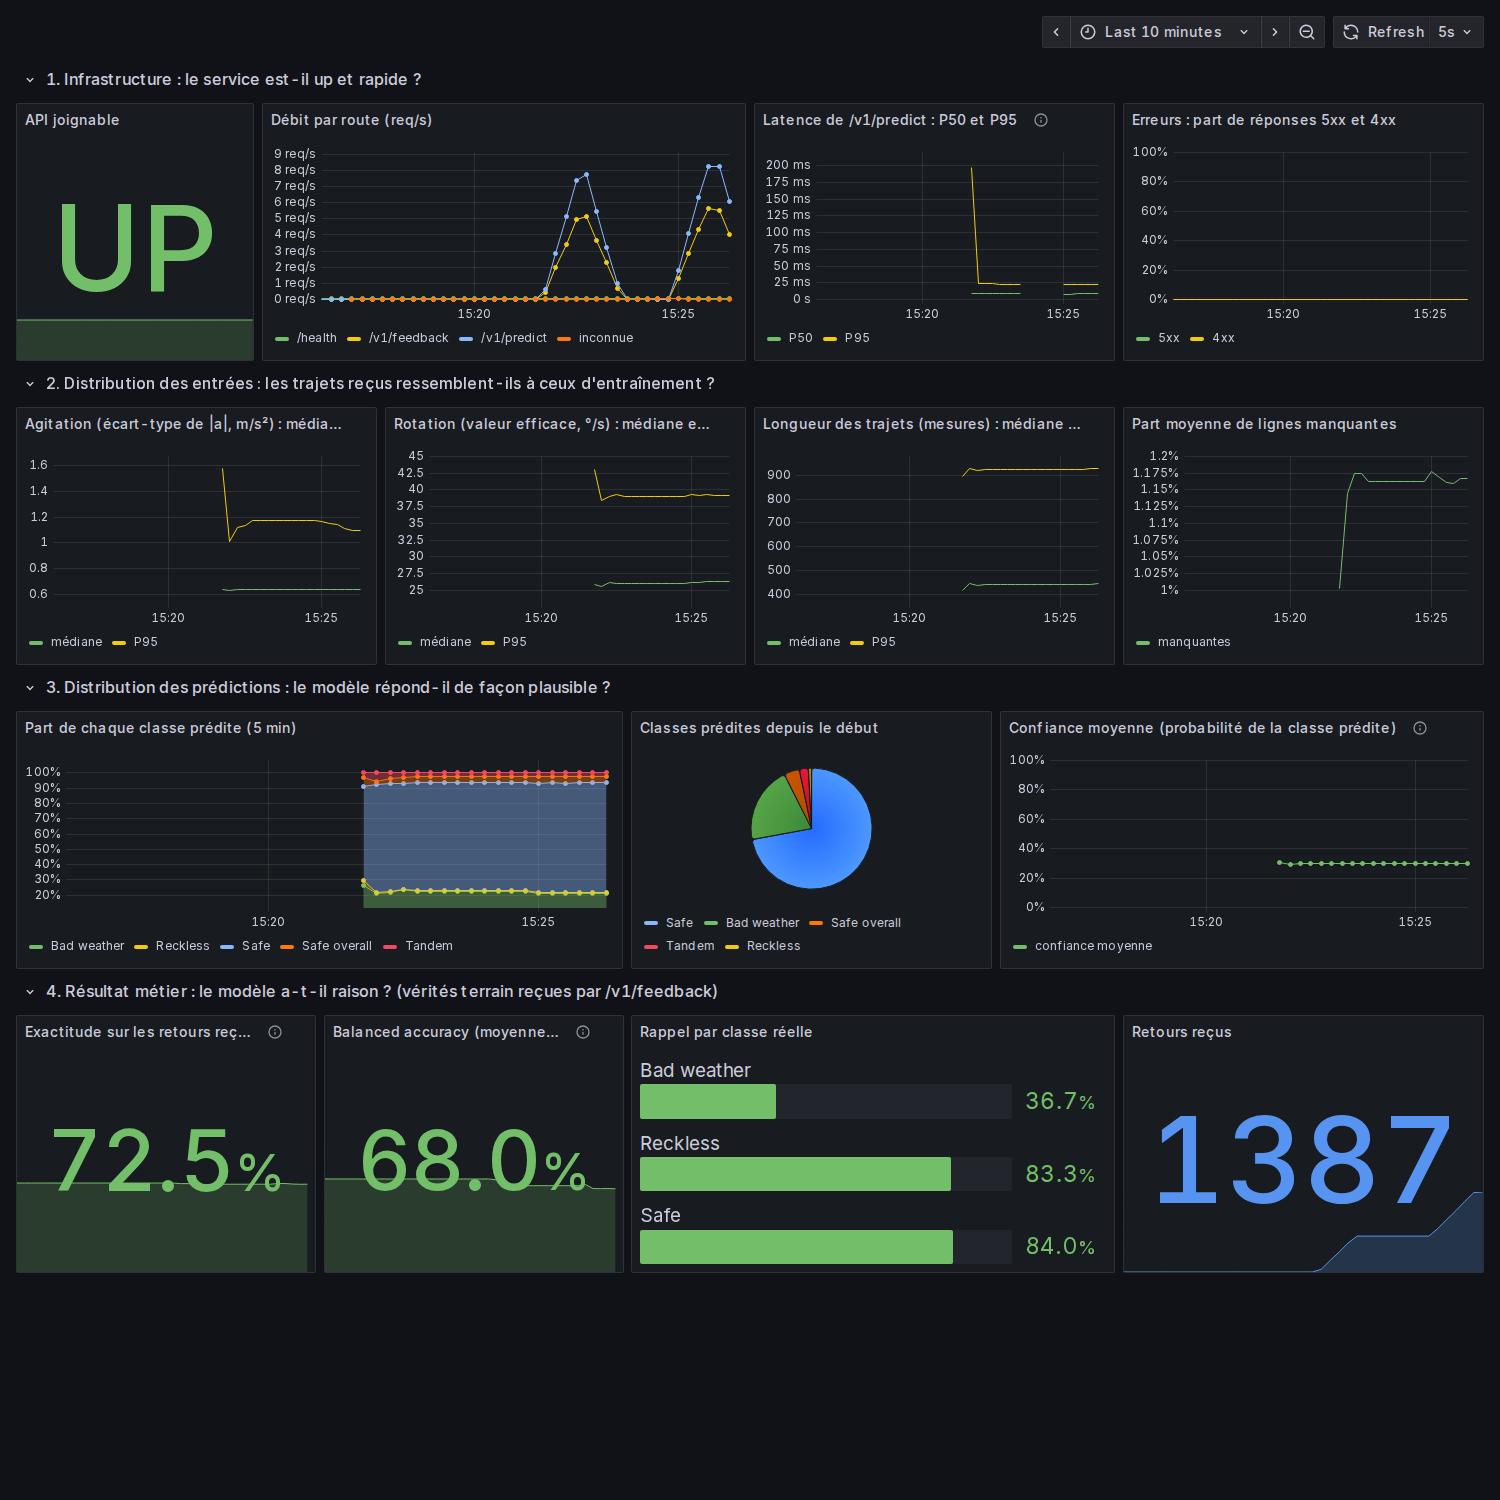 Last 10 minutes
Refresh 5s
1. Infrastructure : le service est-il up et rapide ?
API joignable
UP
Débit par route (req/s)
9 req/s
8 req/s
7 req/s
6 req/s
5 req/s
4 req/s
3 req/s
2 req/s
1 req/s
0 req/s
15:20 15:25
/health /v1/feedback /v1/predict inconnue
Latence de /v1/predict : P50 et P95
200 ms
175 ms
150 ms
125 ms
100 ms
75 ms
50 ms
25 ms
0 s
15:20 15:25
P50 P95
Erreurs : part de réponses 5xx et 4xx
100%
80%
60%
40%
20%
0%
15:20 15:25
5xx 4xx
2. Distribution des entrées : les trajets reçus ressemblent-ils à ceux d'entraînement ?
Agitation (écart-type de |a|, m/s²) : média...
1.6
1.4
1.2
1
0.8
0.6
15:20 15:25
médiane P95
Rotation (valeur efficace, °/s) : médiane e...
45
42.5
40
37.5
35
32.5
30
27.5
25
15:20 15:25
médiane P95
Longueur des trajets (mesures) : médiane ...
900
800
700
600
500
400
15:20 15:25
médiane P95
Part moyenne de lignes manquantes
1.2%
1.175%
1.15%
1.125%
1.1%
1.075%
1.05%
1.025%
1%
15:20 15:25
manquantes
3. Distribution des prédictions : le modèle répond-il de façon plausible ?
Part de chaque classe prédite (5 min)
100%
90%
80%
70%
60%
50%
40%
30%
20%
15:20 15:25
Bad weather Reckless Safe Safe overall Tandem
Classes prédites depuis le début
Safe Bad weather Safe overall
Tandem Reckless
Confiance moyenne (probabilité de la classe prédite)
100%
80%
60%
40%
20%
0%
15:20 15:25
confiance moyenne
4. Résultat métier : le modèle a-t-il raison ? (vérités terrain reçues par /v1/feedback)
Exactitude sur les retours reç...
72.5%
Balanced accuracy (moyenne...
68.0%
Rappel par classe réelle
Bad weather
36.7%
Reckless
83.3%
Safe
84.0%
Retours reçus
1387